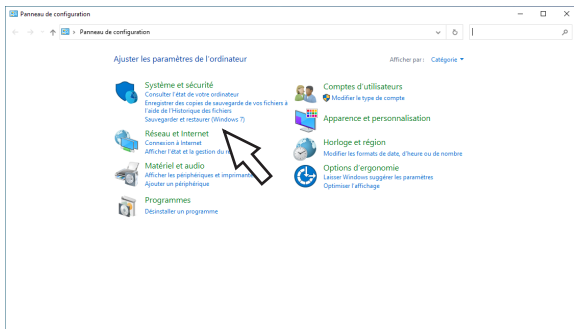 Panneau de configuration
Panneau de configuration
Ajuster les paramètres de l'ordinateur
Afficher par : Catégorie
Système et sécurité
Consulter l'état de votre ordinateur
Enregistrer des copies de sauvegarde de vos fichiers à
l'aide de l'Historique des fichiers
Sauvegarder et restaurer (Windows 7)
Réseau et Internet
Connexion à Internet
Afficher l'état et la gestion du
Matériel et audio
Afficher les périphériques et imprimante
Ajouter un périphérique
Programmes
Désinstaller un programme
Comptes d'utilisateurs
Modifier le type de compte
Apparence et personnalisation
Horloge et région
Modifier les formats de date, d'heure ou de nombre
Options d'ergonomie
Laisser Windows suggérer les paramètres
Optimiser l'affichage